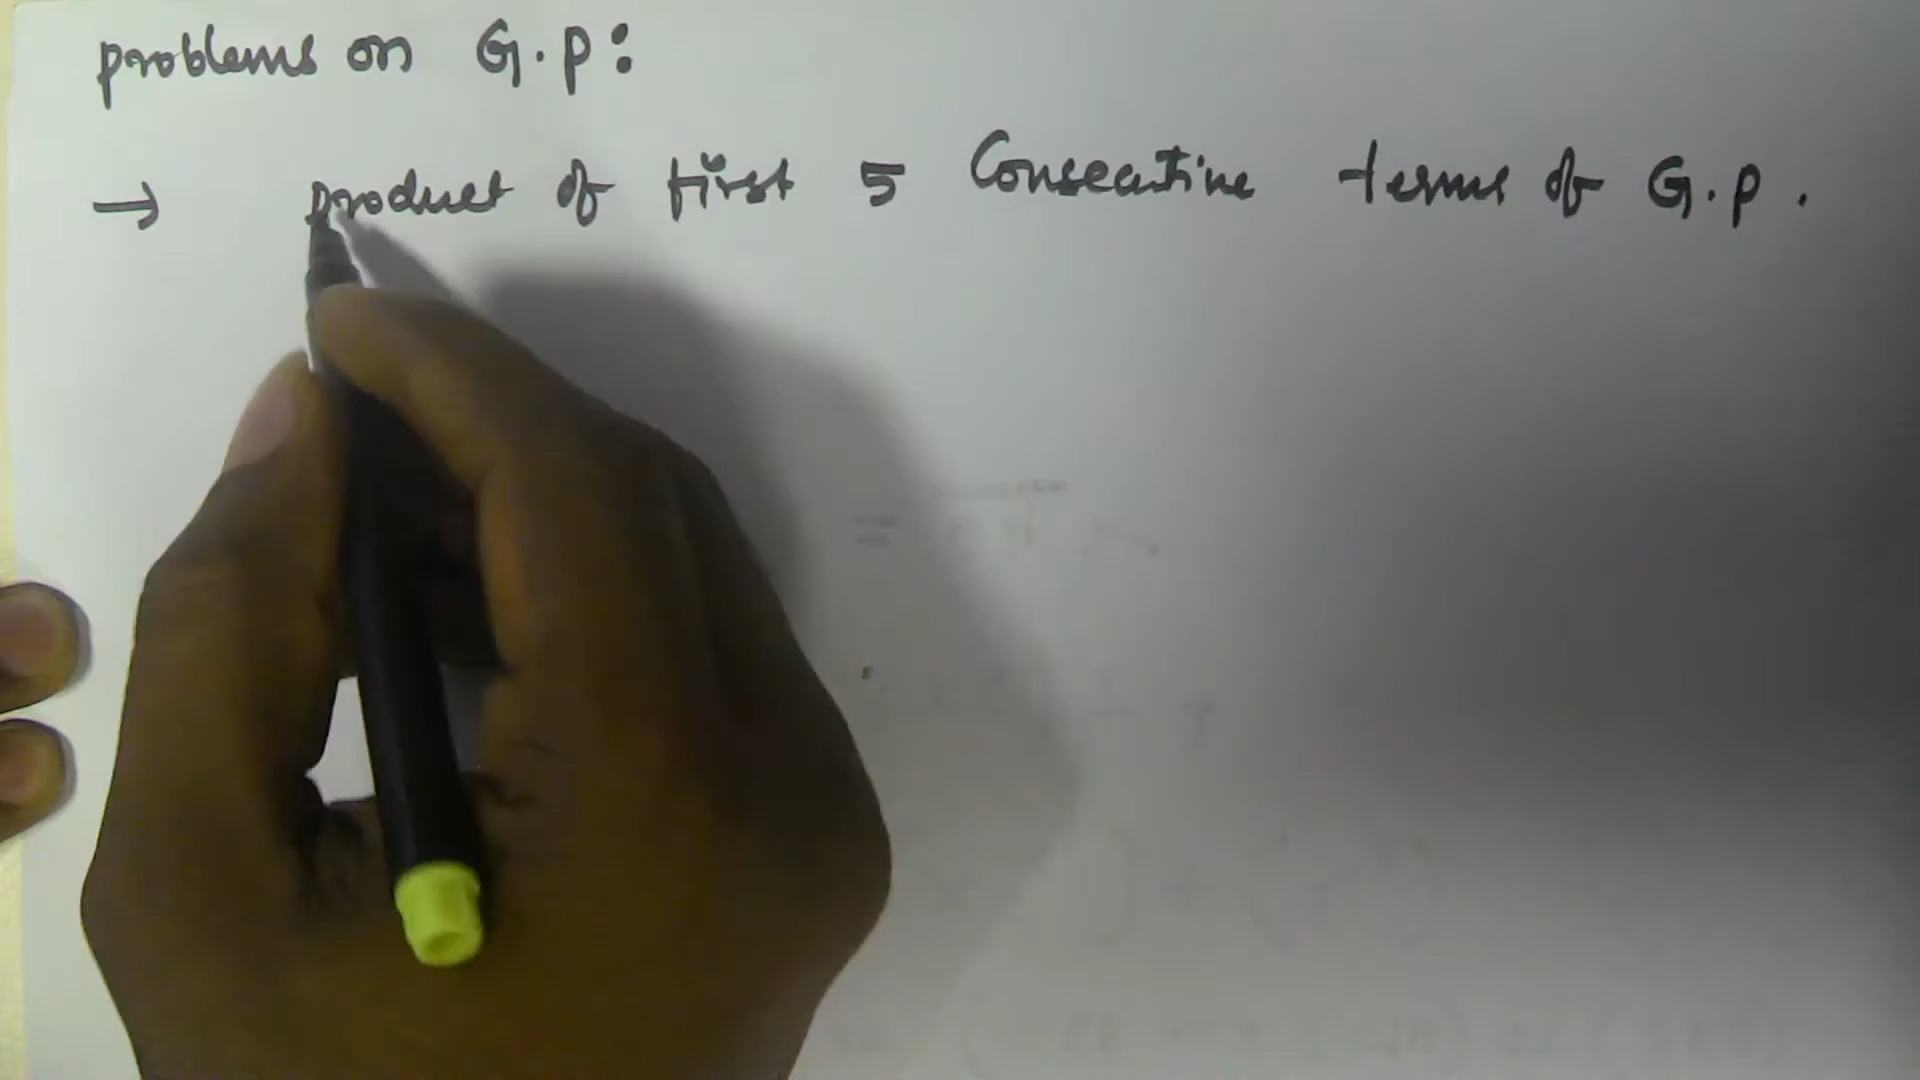 problems on G.p:
→ product of first 5 Consecutive terms of G.p.